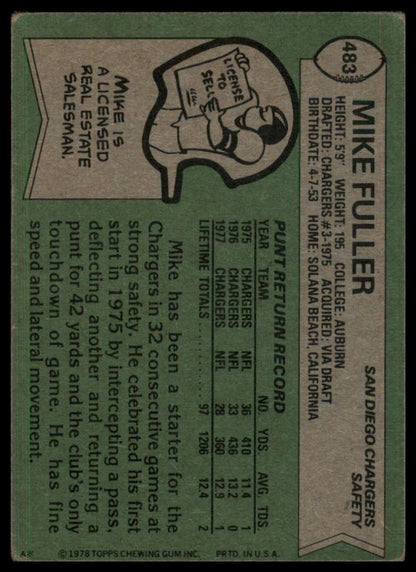 483
MIKE FULLER
SAN DIEGO CHARGERS
SAFETY
HEIGHT: 5'9" WEIGHT: 195 COLLEGE: AUBURN
DRAFTED: CHARGERS #3-1975 ACQUIRED: VIA DRAFT
BIRTHDATE: 4-7-53 HOME: SOLANA BEACH, CALIFORNIA
LICENSE
TO
SELL
MIKE IS
A LICENSED
REAL ESTATE
SALESMAN.
PUNT RETURN RECORD
YEAR TEAM NO. YDS. AVG. TDS.
1975 CHARGERS NFL 36 410 11.4 1
1976 CHARGERS NFL 33 436 13.2 0
1977 CHARGERS NFL 28 360 12.9 1
LIFETIME TOTALS 97 1206 12.4 2
Mike has been a starter for the
Chargers in 32 consecutive games at
strong safety. He celebrated his first
start in 1975 by intercepting a pass,
deflecting another and returning a
punt for 42 yards and the club's only
touchdown of game. He has fine
speed and lateral movement.
©1978 TOPPS CHEWING GUM INC. PRTD. IN U.S.A.